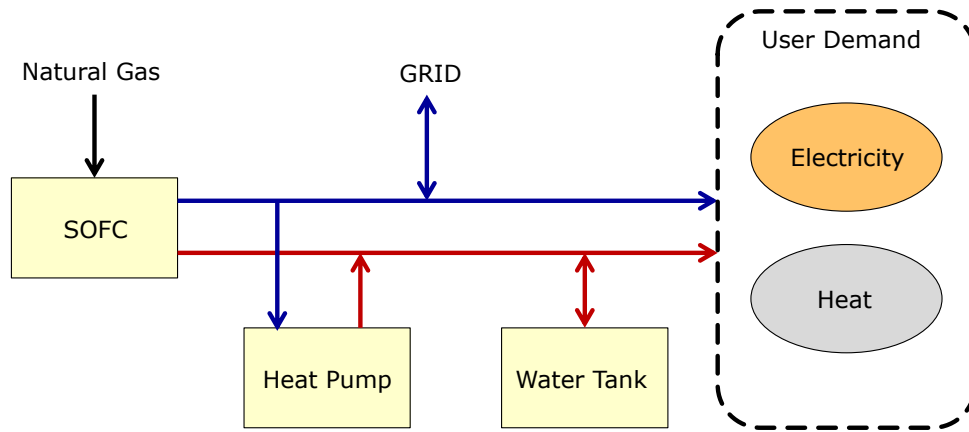 User Demand
Natural Gas
GRID
Electricity
SOFC
Heat
Heat Pump
Water Tank